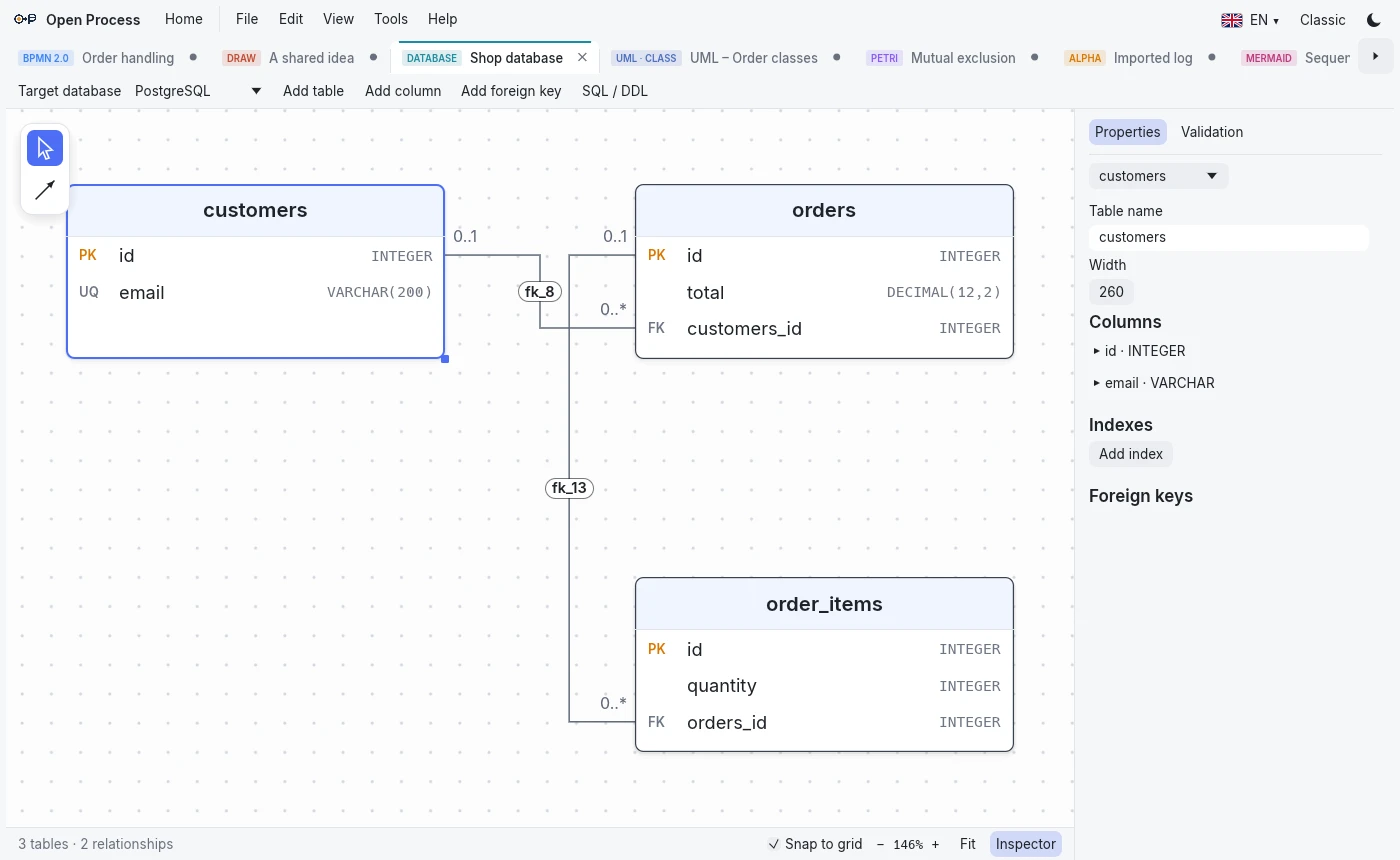 Open Process Home File Edit View Tools Help EN Classic
BPMN 2.0 Order handling DRAW A shared idea DATABASE Shop database UML · CLASS UML – Order classes PETRI Mutual exclusion ALPHA Imported log MERMAID Sequer
Target database PostgreSQL Add table Add column Add foreign key SQL / DDL
Properties Validation
customers
Table name
customers
Width
260
Columns
id · INTEGER
email · VARCHAR
Indexes
Add index
Foreign keys
customers
PK id INTEGER
UQ email VARCHAR(200)
0..1
fk_8
0..1
0..*
orders
PK id INTEGER
total DECIMAL(12,2)
FK customers_id INTEGER
fk_13
0..*
order_items
PK id INTEGER
quantity INTEGER
FK orders_id INTEGER
3 tables · 2 relationships Snap to grid − 146% + Fit Inspector